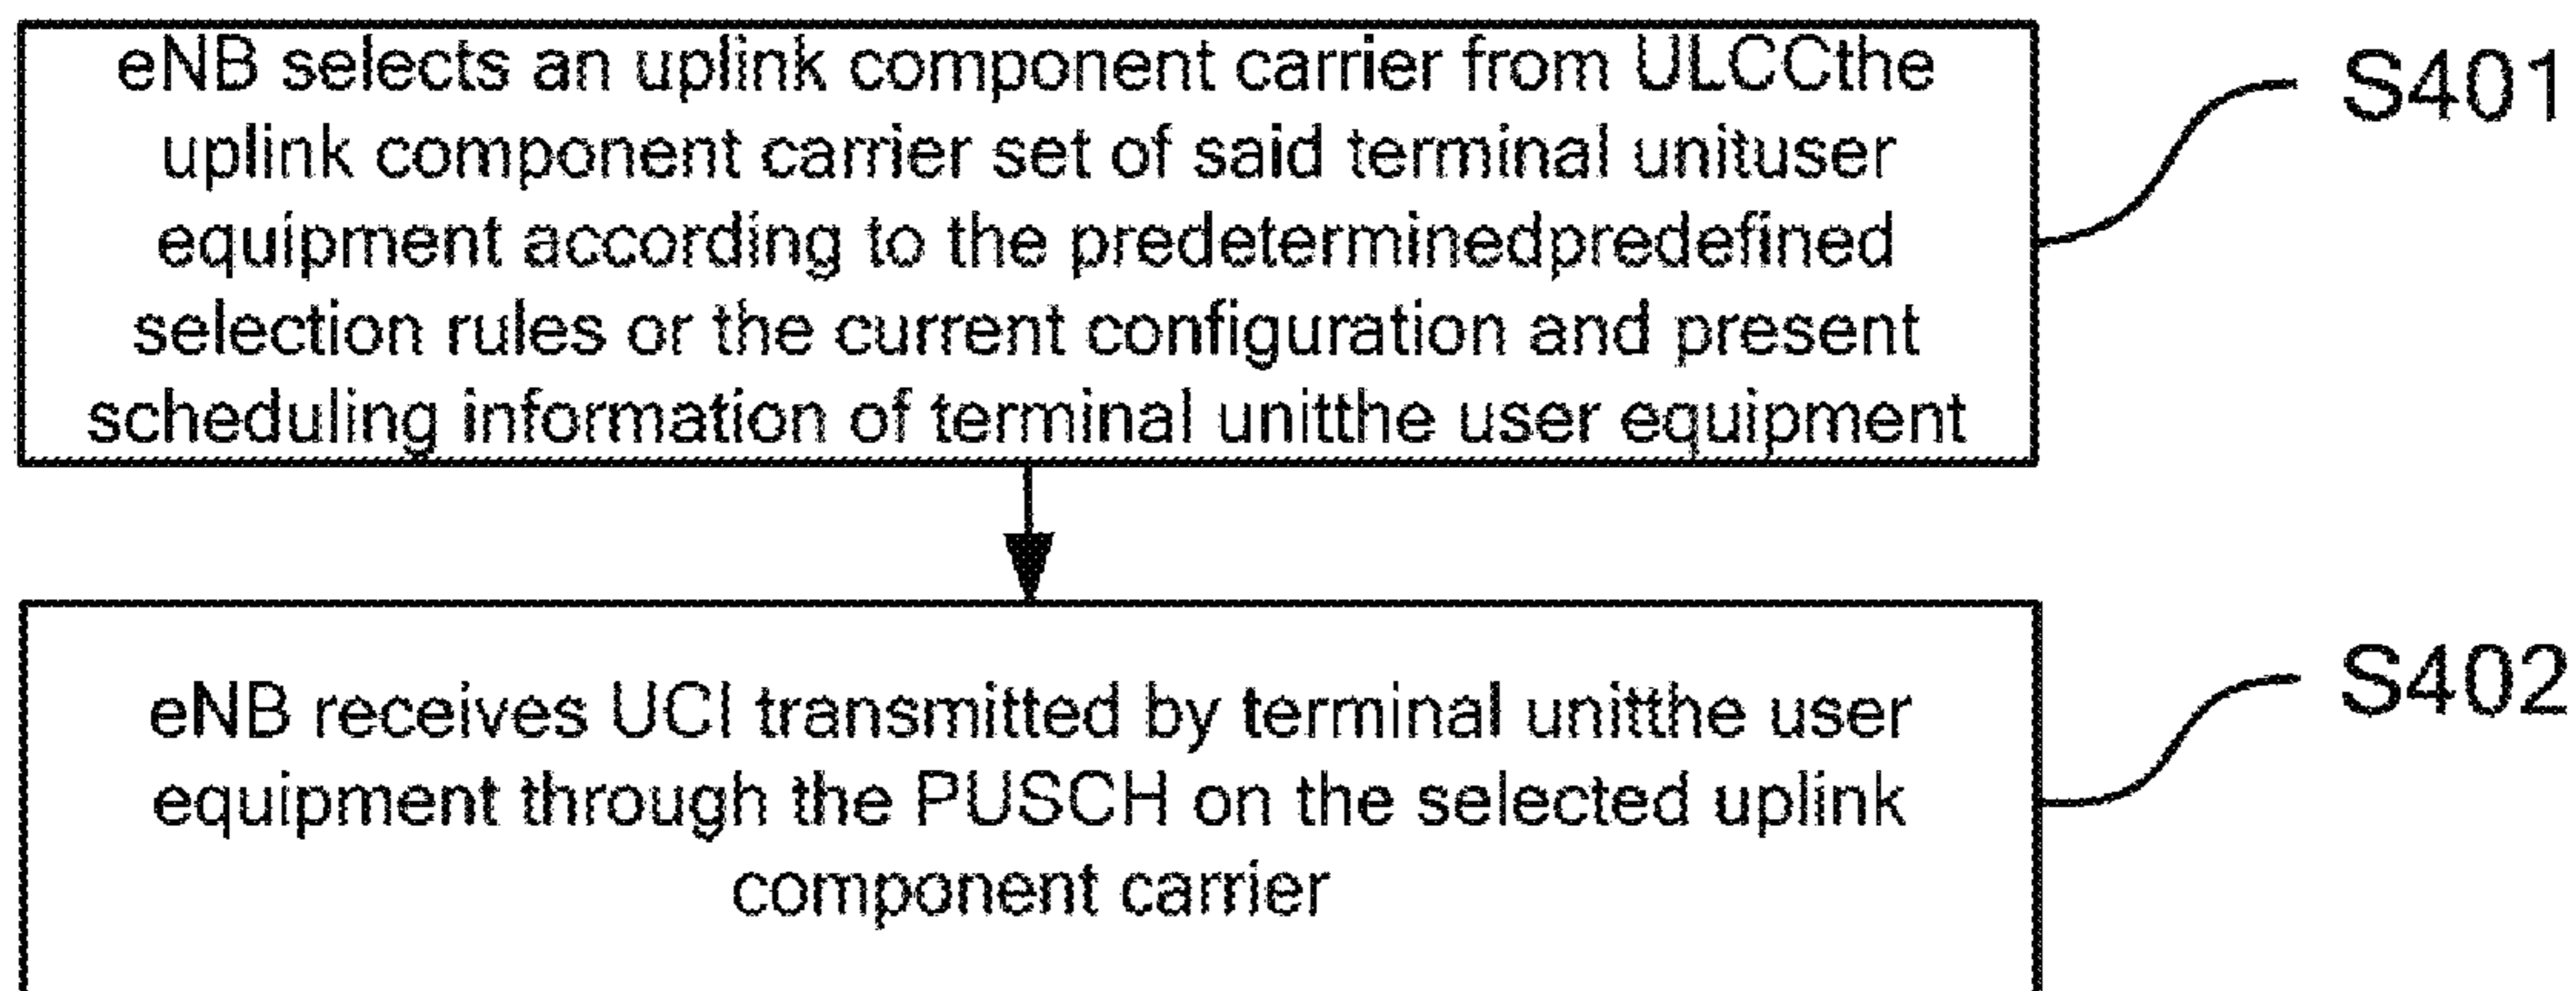 eNB selects an uplink component carrier from ULCCthe
uplink component carrier set of said terminal unituser
equipment according to the predeterminedpredefined
selection rules or the current configuration and present
scheduling information of terminal unitthe user equipment
S401
eNB receives UCI transmitted by terminal unitthe user
equipment through the PUSCH on the selected uplink
component carrier
S402